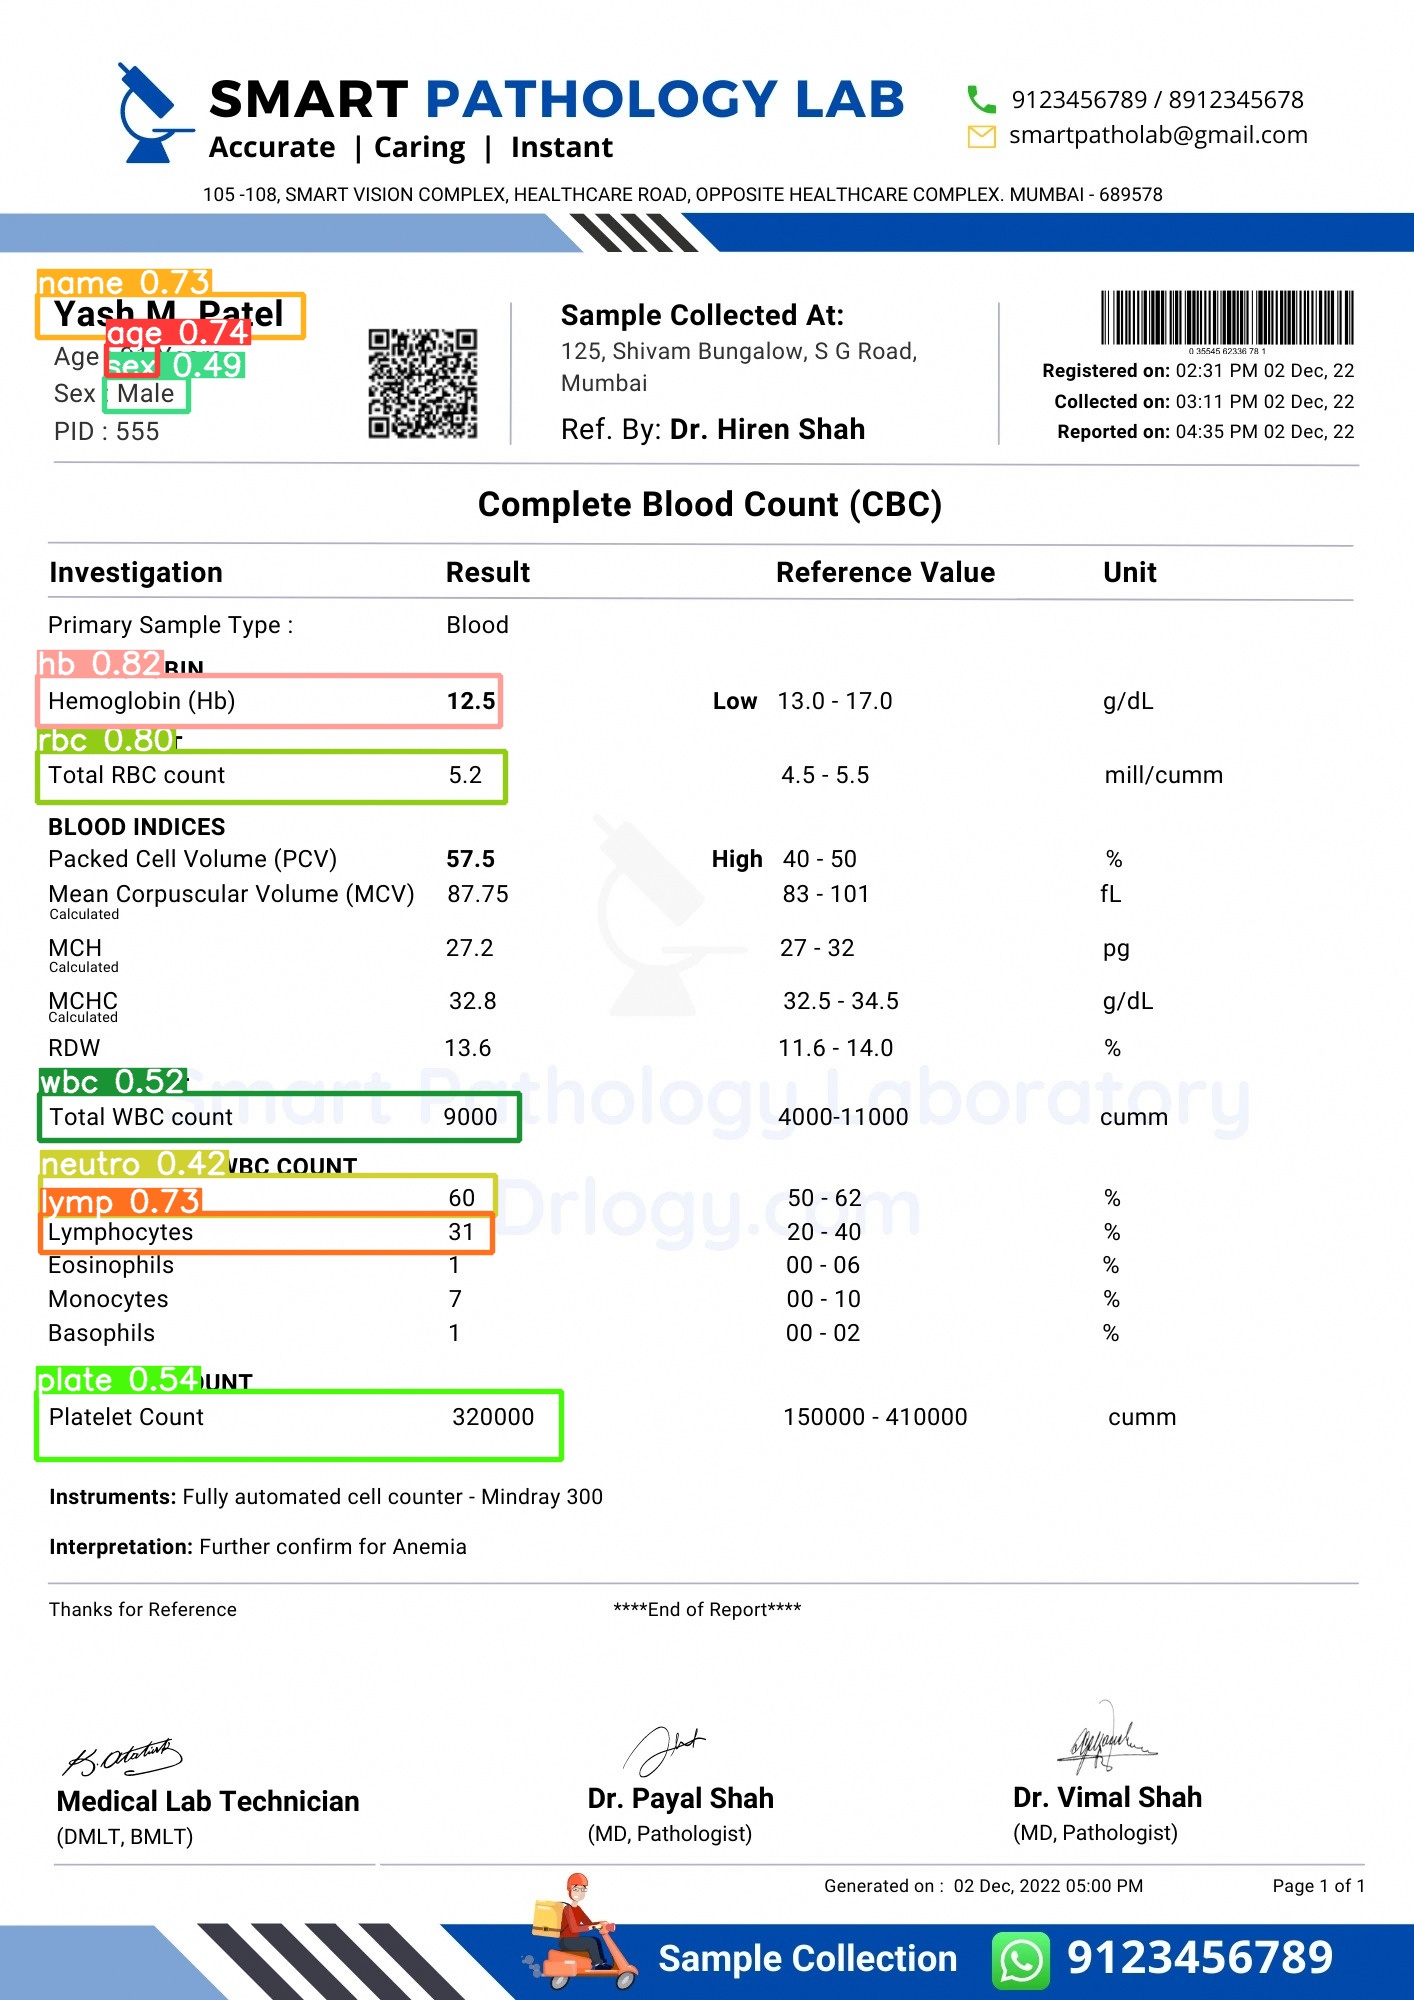 SMART PATHOLOGY LAB
Accurate | Caring | Instant
9123456789 / 8912345678
smartpatholab@gmail.com
105 -108, SMART VISION COMPLEX, HEALTHCARE ROAD, OPPOSITE HEALTHCARE COMPLEX. MUMBAI - 689578
name 0.73
Yash M. Patel
age 0.74
Age
sex 0.49
Sex : Male
PID : 555
Sample Collected At:
125, Shivam Bungalow, S G Road,
Mumbai
Ref. By: Dr. Hiren Shah
0 35545 62336 78 1
Registered on: 02:31 PM 02 Dec, 22
Collected on: 03:11 PM 02 Dec, 22
Reported on: 04:35 PM 02 Dec, 22
Complete Blood Count (CBC)
Investigation Result Reference Value Unit
Primary Sample Type : Blood
hb 0.82
Hemoglobin (Hb) 12.5 Low 13.0 - 17.0 g/dL
rbc 0.80
Total RBC count 5.2 4.5 - 5.5 mill/cumm
BLOOD INDICES
Packed Cell Volume (PCV) 57.5 High 40 - 50 %
Mean Corpuscular Volume (MCV) 87.75 83 - 101 fL
Calculated
MCH 27.2 27 - 32 pg
Calculated
MCHC 32.8 32.5 - 34.5 g/dL
Calculated
RDW 13.6 11.6 - 14.0 %
Smart Pathology Laboratory
wbc 0.52
Total WBC count 9000 4000-11000 cumm
neutro 0.42 WBC COUNT
Drlogy.com
60 50 - 62 %
lymp 0.73
Lymphocytes 31 20 - 40 %
Eosinophils 1 00 - 06 %
Monocytes 7 00 - 10 %
Basophils 1 00 - 02 %
plate 0.54
Platelet Count 320000 150000 - 410000 cumm
Instruments: Fully automated cell counter - Mindray 300
Interpretation: Further confirm for Anemia
Thanks for Reference ****End of Report****
Medical Lab Technician
(DMLT, BMLT)
Dr. Payal Shah
(MD, Pathologist)
Dr. Vimal Shah
(MD, Pathologist)
Generated on : 02 Dec, 2022 05:00 PM Page 1 of 1
Sample Collection 9123456789